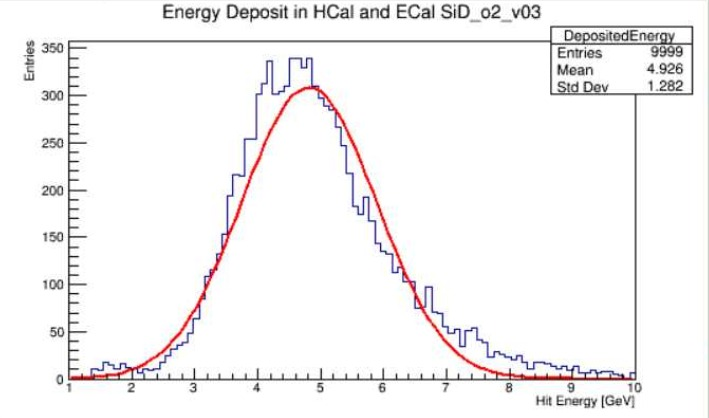 Energy Deposit in HCal and ECal SiD_o2_v03
DepositedEnergy
Entries 9999
Mean 4.926
Std Dev 1.282
Entries
350
300
250
200
150
100
50
0
1 2 3 4 5 6 7 8 9 10
Hit Energy [GeV]